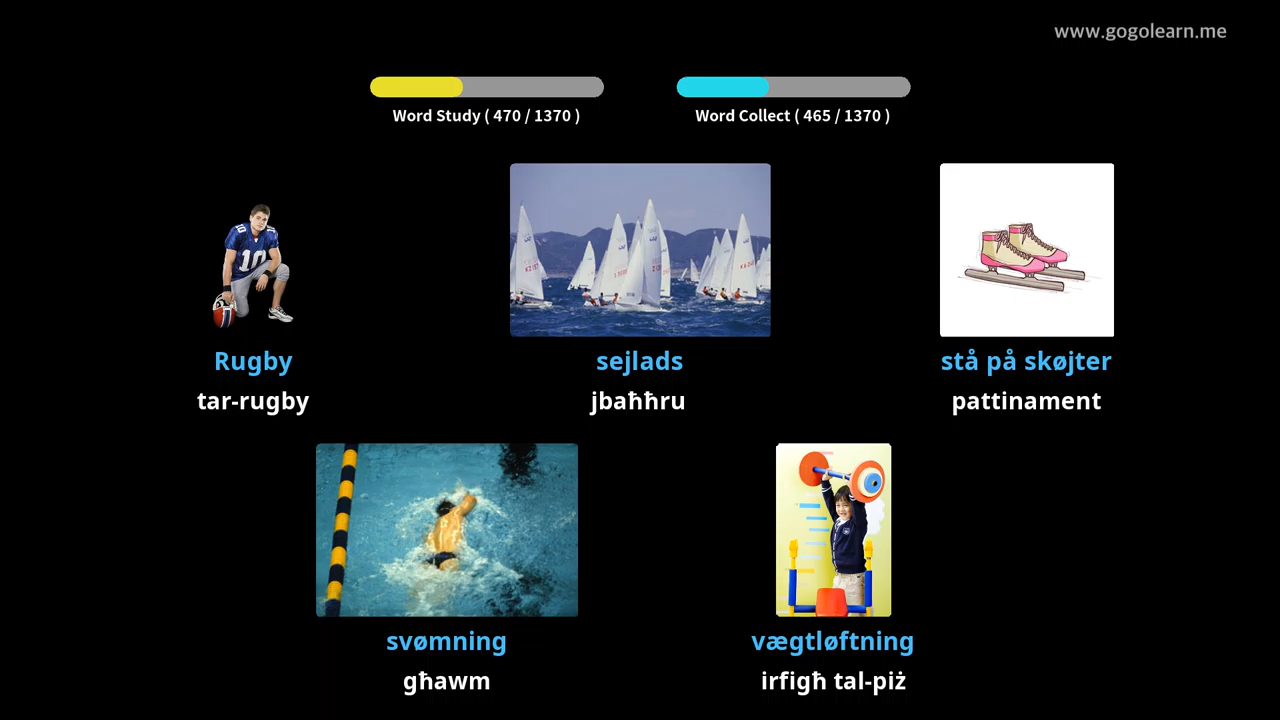 www.gogolearn.me
Word Study ( 470 / 1370 )
Word Collect ( 465 / 1370 )
Rugby
tar-rugby
sejlads
jbaħħru
stå på skøjter
pattinament
svømning
għawm
vægtløftning
irfigħ tal-piż